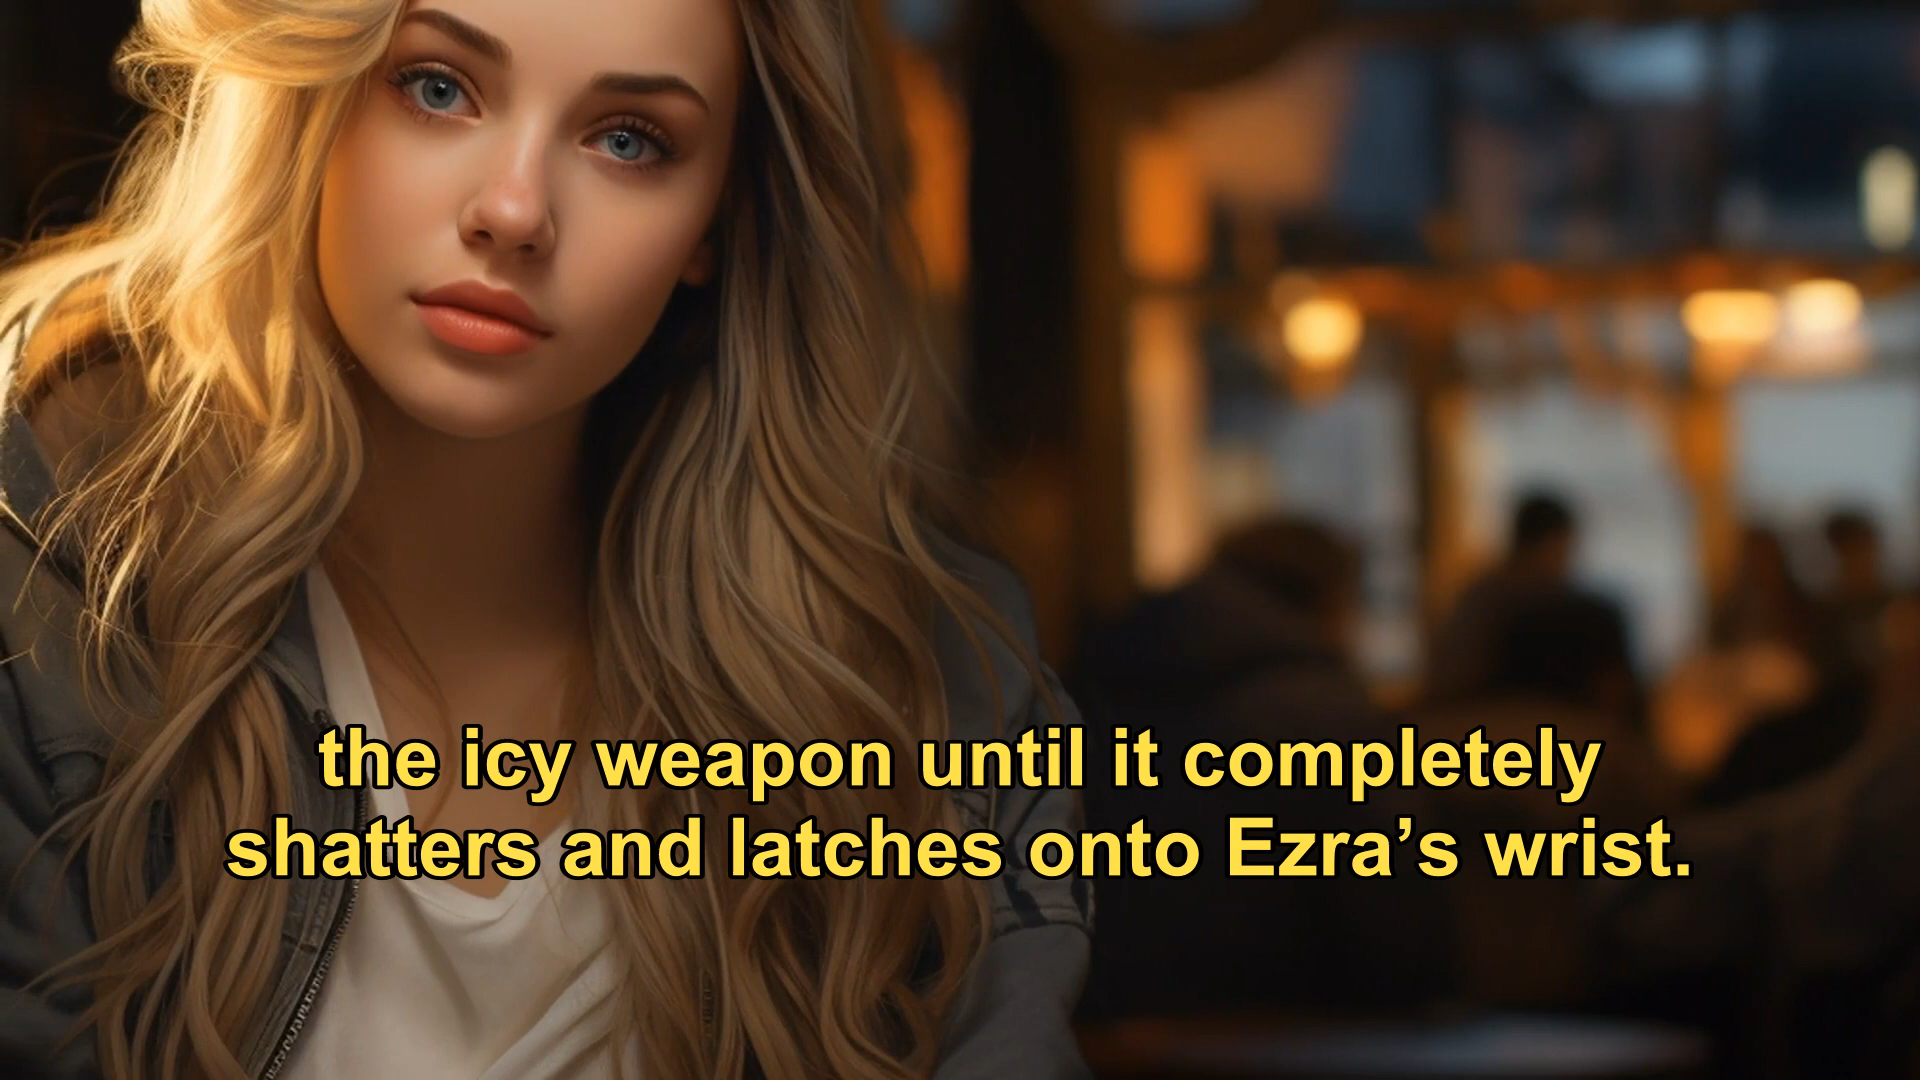 the icy weapon until it completely
shatters and latches onto Ezra’s wrist.